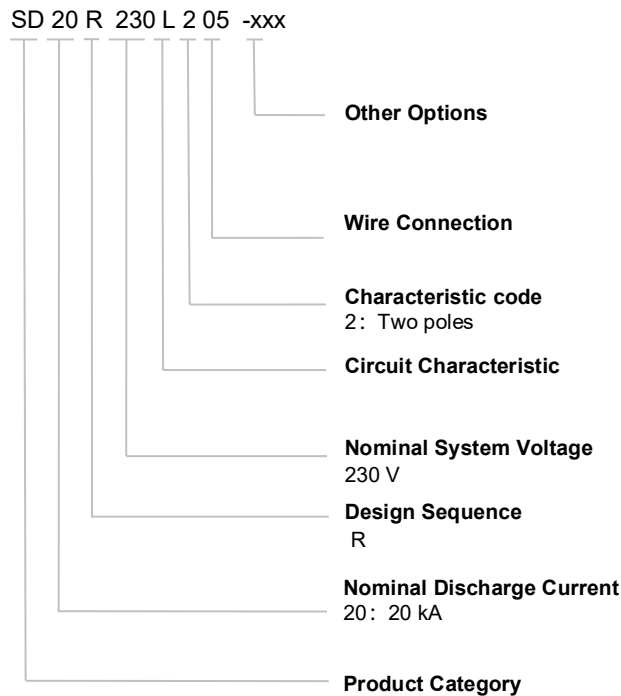 SD 20 R 230 L 2 05 -xxx
Other Options
Wire Connection
Characteristic code
2: Two poles
Circuit Characteristic
Nominal System Voltage
230 V
Design Sequence
R
Nominal Discharge Current
20: 20 kA
Product Category